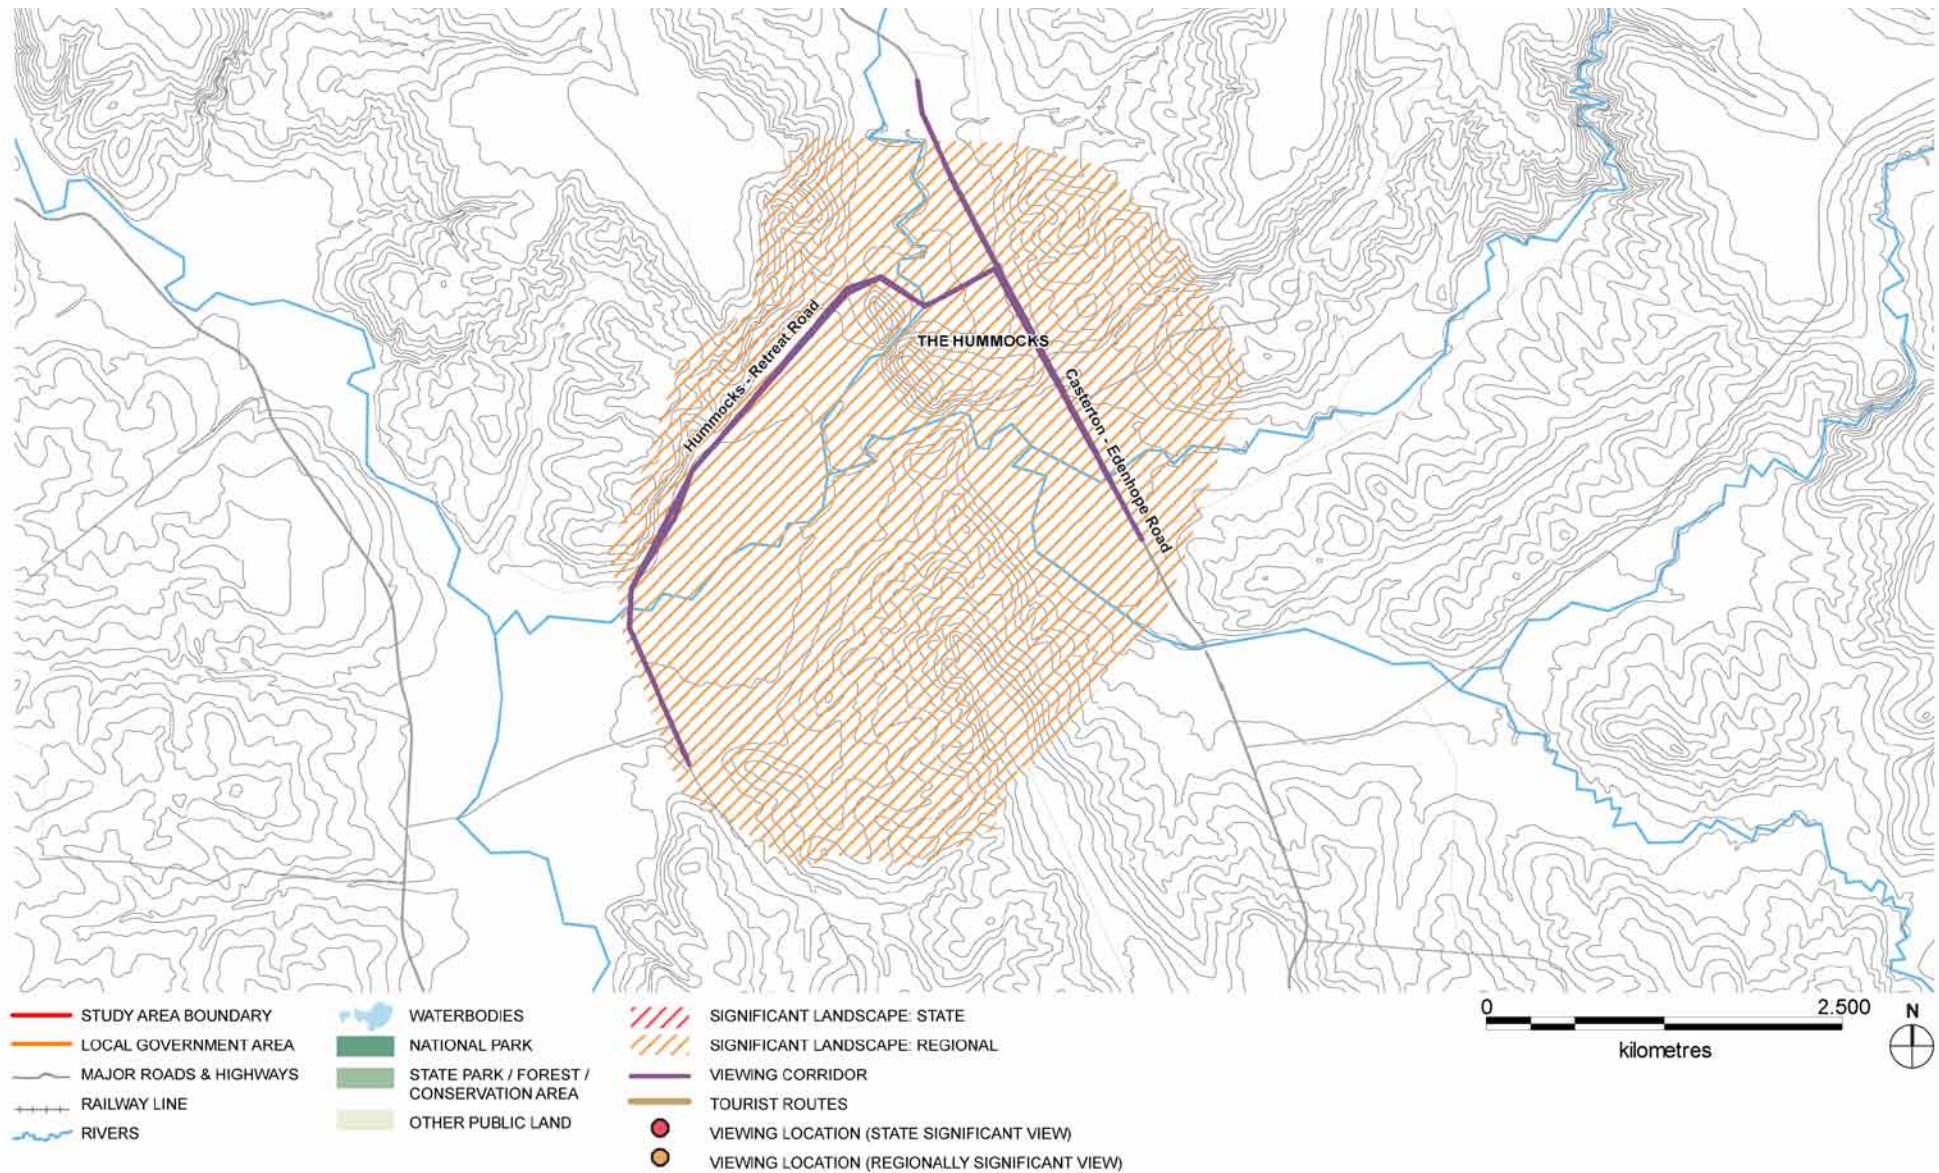 THE HUMMOCKS
Hummocks - Retreat Road
Casterton - Edenhope Road
STUDY AREA BOUNDARY
LOCAL GOVERNMENT AREA
MAJOR ROADS & HIGHWAYS
RAILWAY LINE
RIVERS
WATERBODIES
NATIONAL PARK
STATE PARK / FOREST /
CONSERVATION AREA
OTHER PUBLIC LAND
SIGNIFICANT LANDSCAPE: STATE
SIGNIFICANT LANDSCAPE: REGIONAL
VIEWING CORRIDOR
TOURIST ROUTES
VIEWING LOCATION (STATE SIGNIFICANT VIEW)
VIEWING LOCATION (REGIONALLY SIGNIFICANT VIEW)
0 2.500
kilometres
N